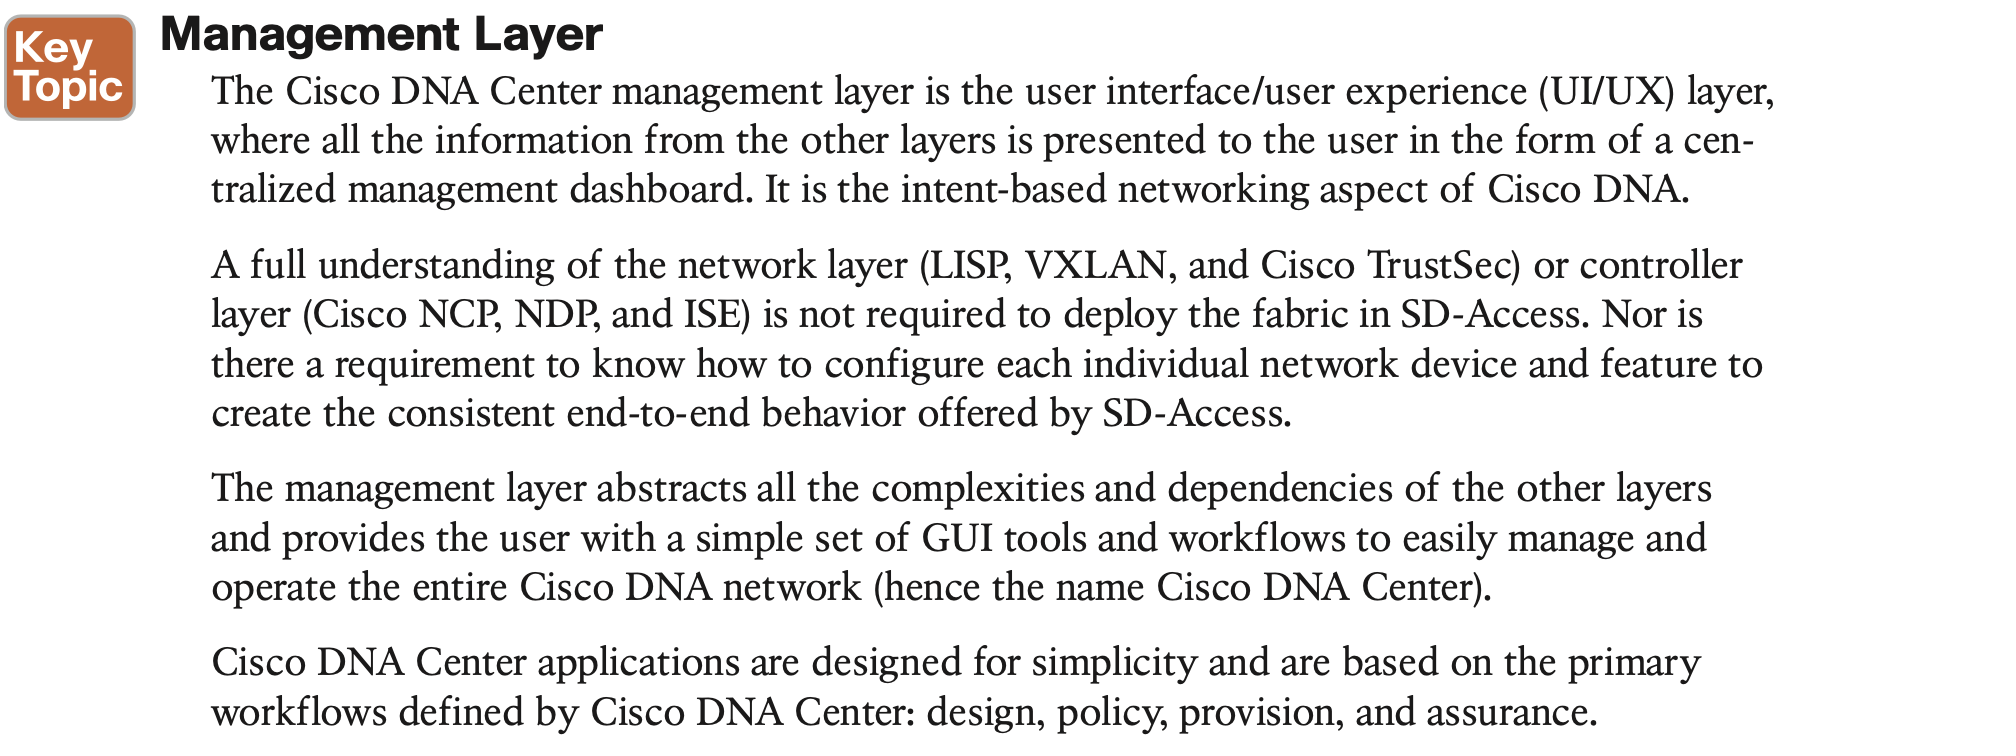 Key
Topic
Management Layer
The Cisco DNA Center management layer is the user interface/user experience (UI/UX) layer,
where all the information from the other layers is presented to the user in the form of a cen-
tralized management dashboard. It is the intent-based networking aspect of Cisco DNA.
A full understanding of the network layer (LISP, VXLAN, and Cisco TrustSec) or controller
layer (Cisco NCP, NDP, and ISE) is not required to deploy the fabric in SD-Access. Nor is
there a requirement to know how to configure each individual network device and feature to
create the consistent end-to-end behavior offered by SD-Access.
The management layer abstracts all the complexities and dependencies of the other layers
and provides the user with a simple set of GUI tools and workflows to easily manage and
operate the entire Cisco DNA network (hence the name Cisco DNA Center).
Cisco DNA Center applications are designed for simplicity and are based on the primary
workflows defined by Cisco DNA Center: design, policy, provision, and assurance.